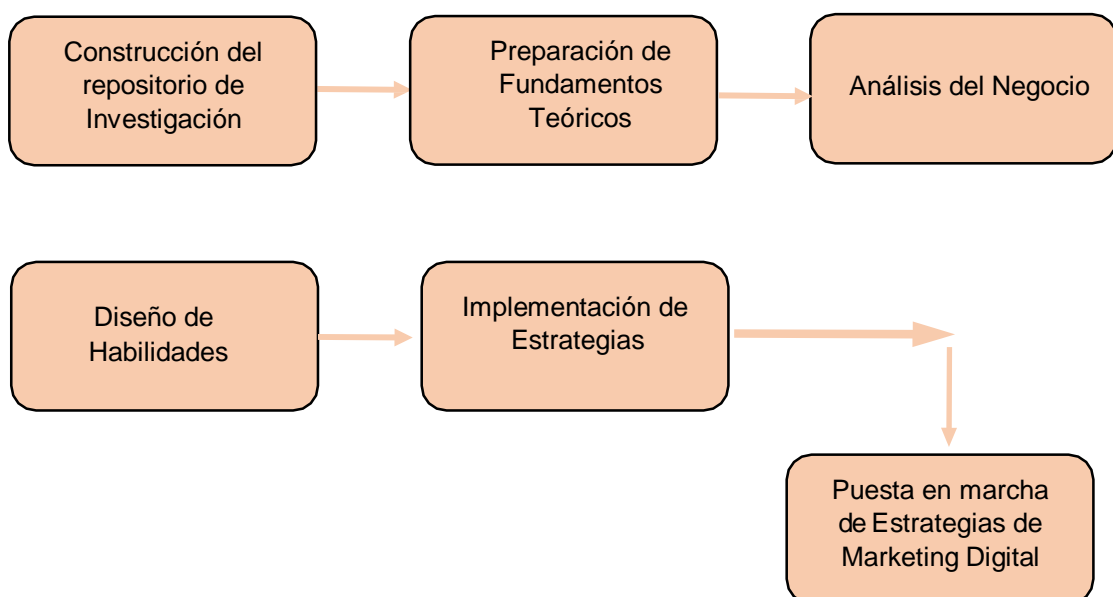 Construcción del
repositorio de
Investigación
Preparación de
Fundamentos
Teóricos
Análisis del Negocio
Diseño de
Habilidades
Implementación de
Estrategias
Puesta en marcha
de Estrategias de
Marketing Digital